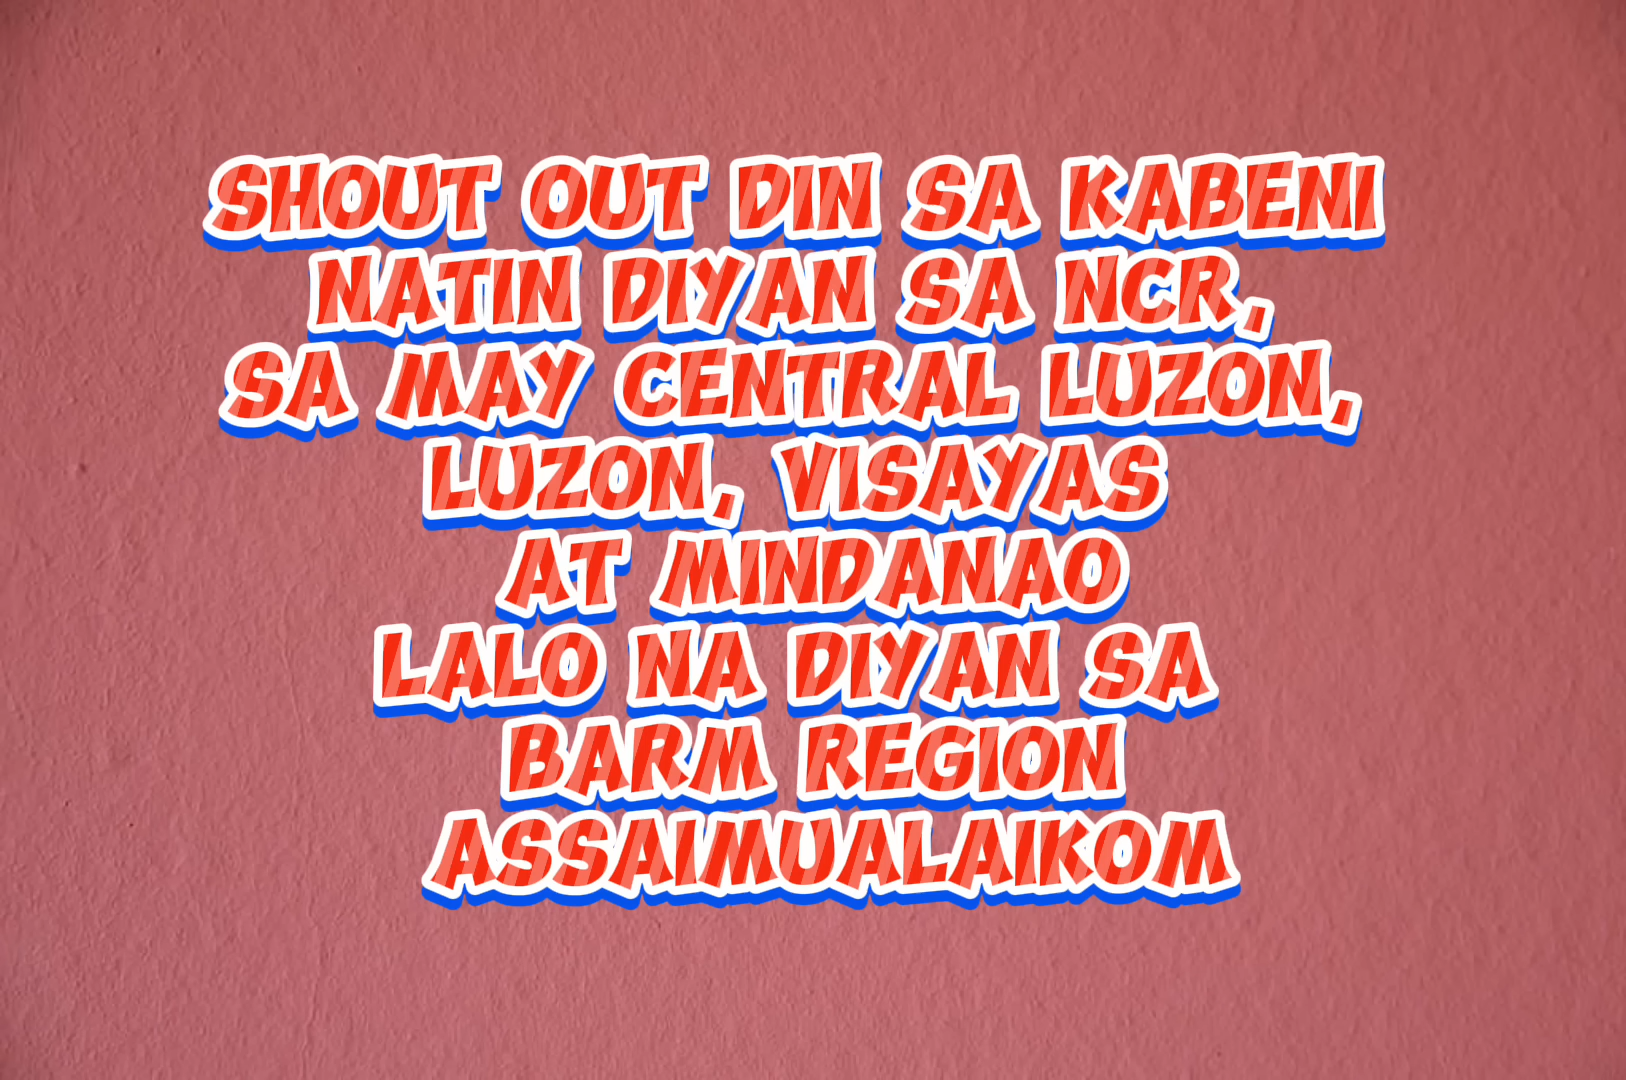 SHOUT OUT DIN SA KABENI
NATIN DIYAN SA NCR,
SA MAY CENTRAL LUZON,
LUZON, VISAYAS
AT MINDANAO
LALO NA DIYAN SA
BARM REGION
ASSAIMUALAIKOM